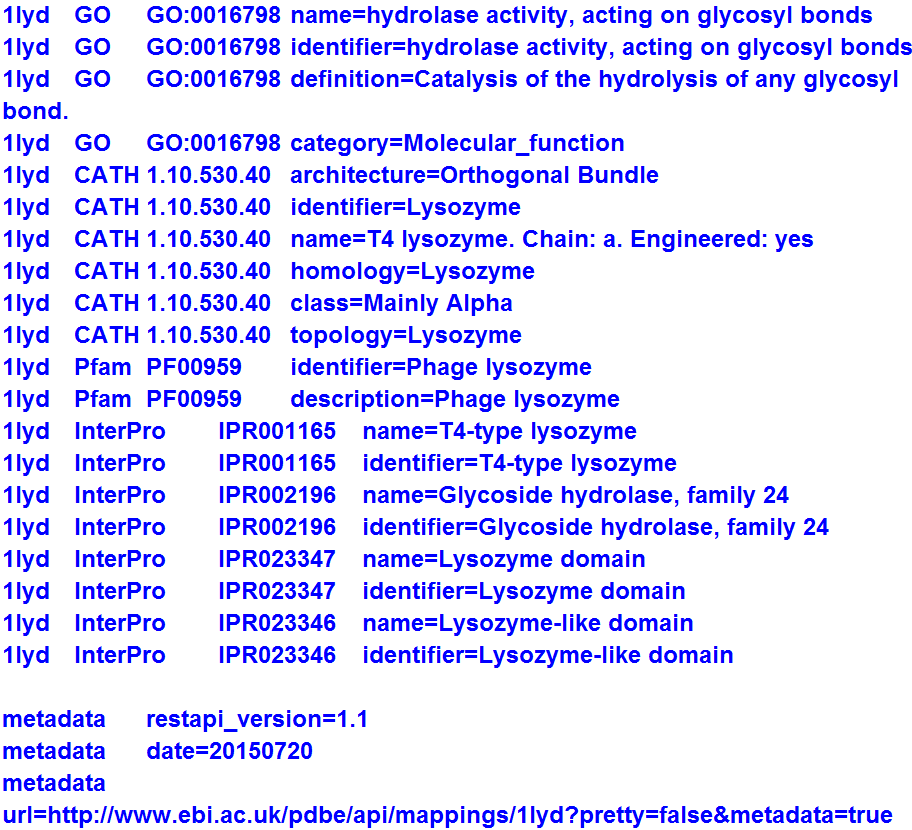 1lyd GO GO:0016798 name=hydrolase activity, acting on glycosyl bonds
1lyd GO GO:0016798 identifier=hydrolase activity, acting on glycosyl bonds
1lyd GO GO:0016798 definition=Catalysis of the hydrolysis of any glycosyl
bond.
1lyd GO GO:0016798 category=Molecular_function
1lyd CATH 1.10.530.40 architecture=Orthogonal Bundle
1lyd CATH 1.10.530.40 identifier=Lysozyme
1lyd CATH 1.10.530.40 name=T4 lysozyme. Chain: a. Engineered: yes
1lyd CATH 1.10.530.40 homology=Lysozyme
1lyd CATH 1.10.530.40 class=Mainly Alpha
1lyd CATH 1.10.530.40 topology=Lysozyme
1lyd Pfam PF00959 identifier=Phage lysozyme
1lyd Pfam PF00959 description=Phage lysozyme
1lyd InterPro IPR001165 name=T4-type lysozyme
1lyd InterPro IPR001165 identifier=T4-type lysozyme
1lyd InterPro IPR002196 name=Glycoside hydrolase, family 24
1lyd InterPro IPR002196 identifier=Glycoside hydrolase, family 24
1lyd InterPro IPR023347 name=Lysozyme domain
1lyd InterPro IPR023347 identifier=Lysozyme domain
1lyd InterPro IPR023346 name=Lysozyme-like domain
1lyd InterPro IPR023346 identifier=Lysozyme-like domain
metadata restapi_version=1.1
metadata date=20150720
metadata
url=http://www.ebi.ac.uk/pdbe/api/mappings/1lyd?pretty=false&metadata=true